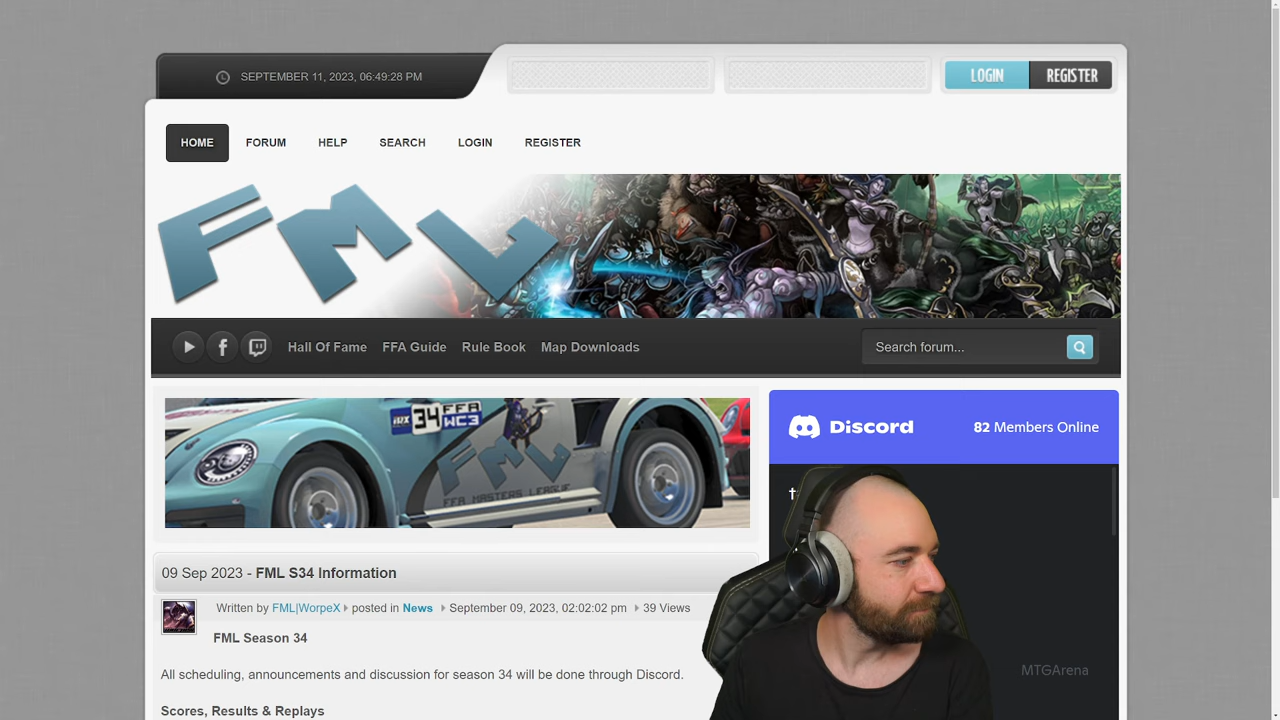 SEPTEMBER 11, 2023, 06:49:28 PM
LOGIN
REGISTER
HOME
FORUM
HELP
SEARCH
LOGIN
REGISTER
FML
Hall Of Fame
FFA Guide
Rule Book
Map Downloads
Search forum...
34
FFA
WC3
FML
FFA MASTERS LEAGUE
Discord
82 Members Online
09 Sep 2023 - FML S34 Information
Written by FML|WorpeX posted in News September 09, 2023, 02:02:02 pm 39 Views
FML Season 34
MTGArena
All scheduling, announcements and discussion for season 34 will be done through Discord.
Scores, Results & Replays